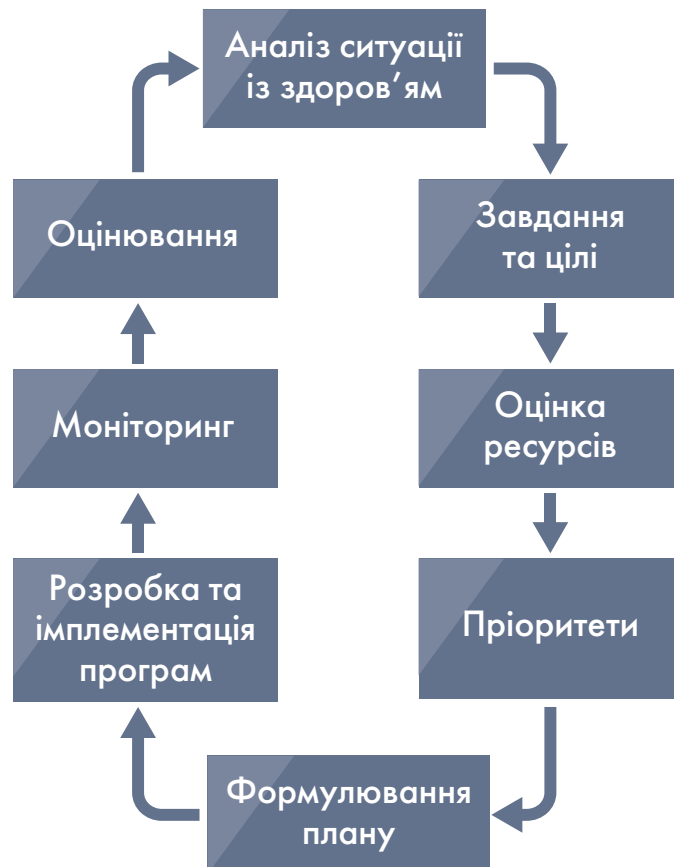 Аналіз ситуації
із здоров’ям
Завдання
та цілі
Оцінка
ресурсів
Пріоритети
Формулювання
плану
Розробка та
імплементація
програм
Моніторинг
Оцінювання